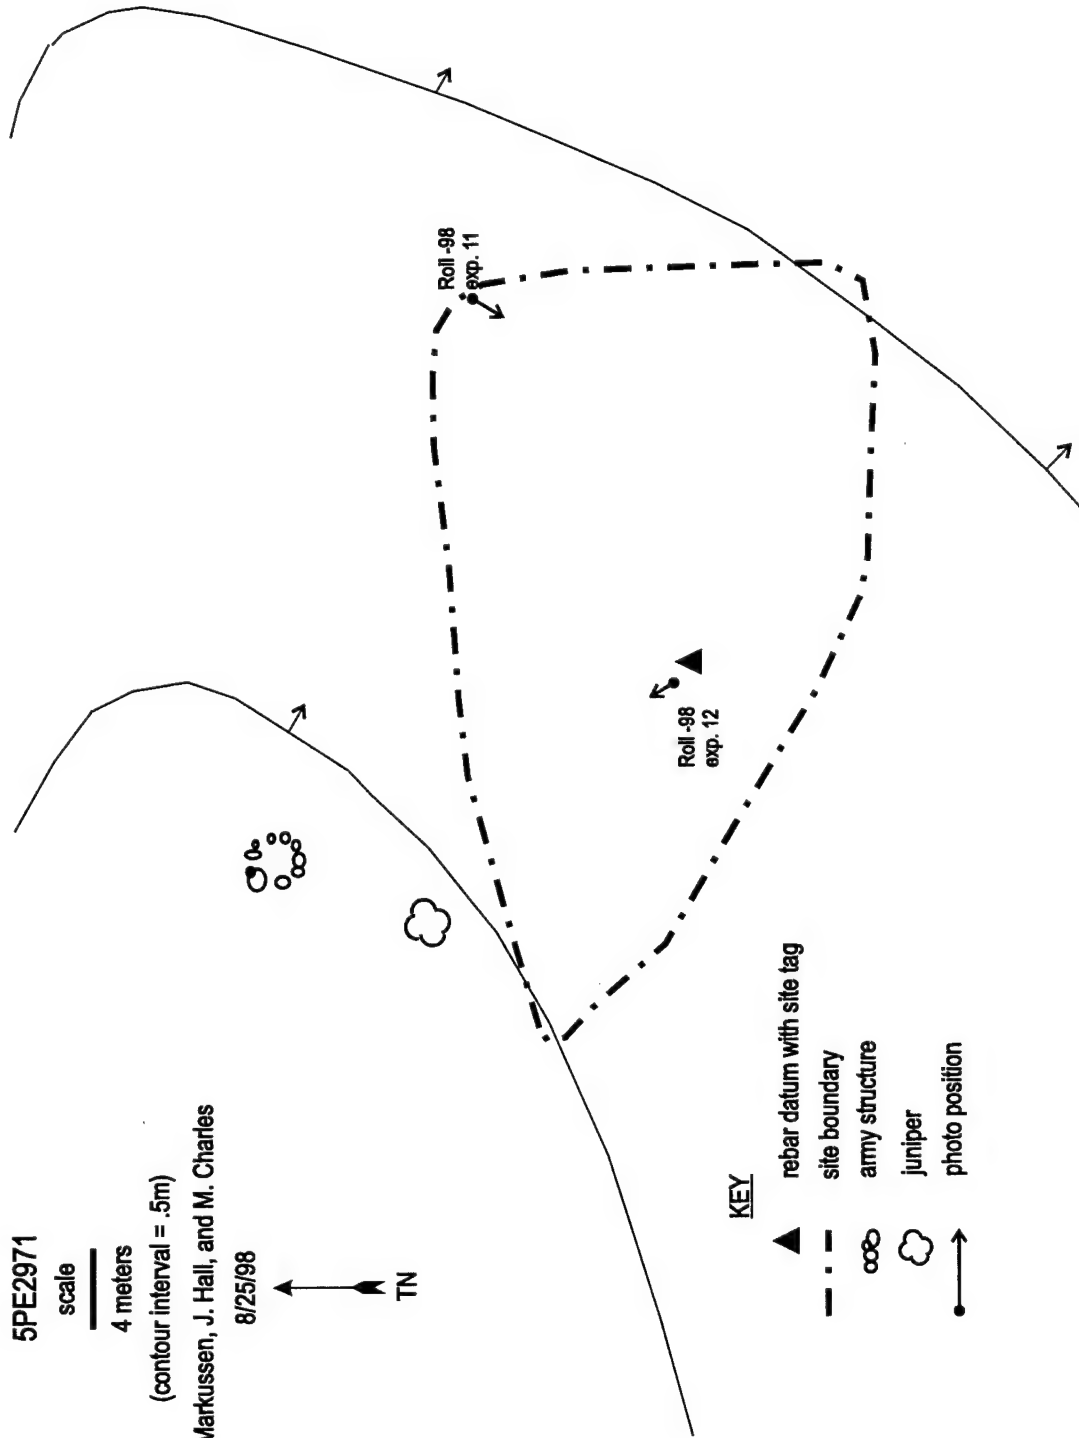 5PE2971
scale
4 meters
(contour interval = .5m)
Markussen, J. Hall, and M. Charles
8/25/98
TN
Roll -98
exp. 11
Roll -98
exp. 12
KEY
rebar datum with site tag
site boundary
army structure
juniper
photo position